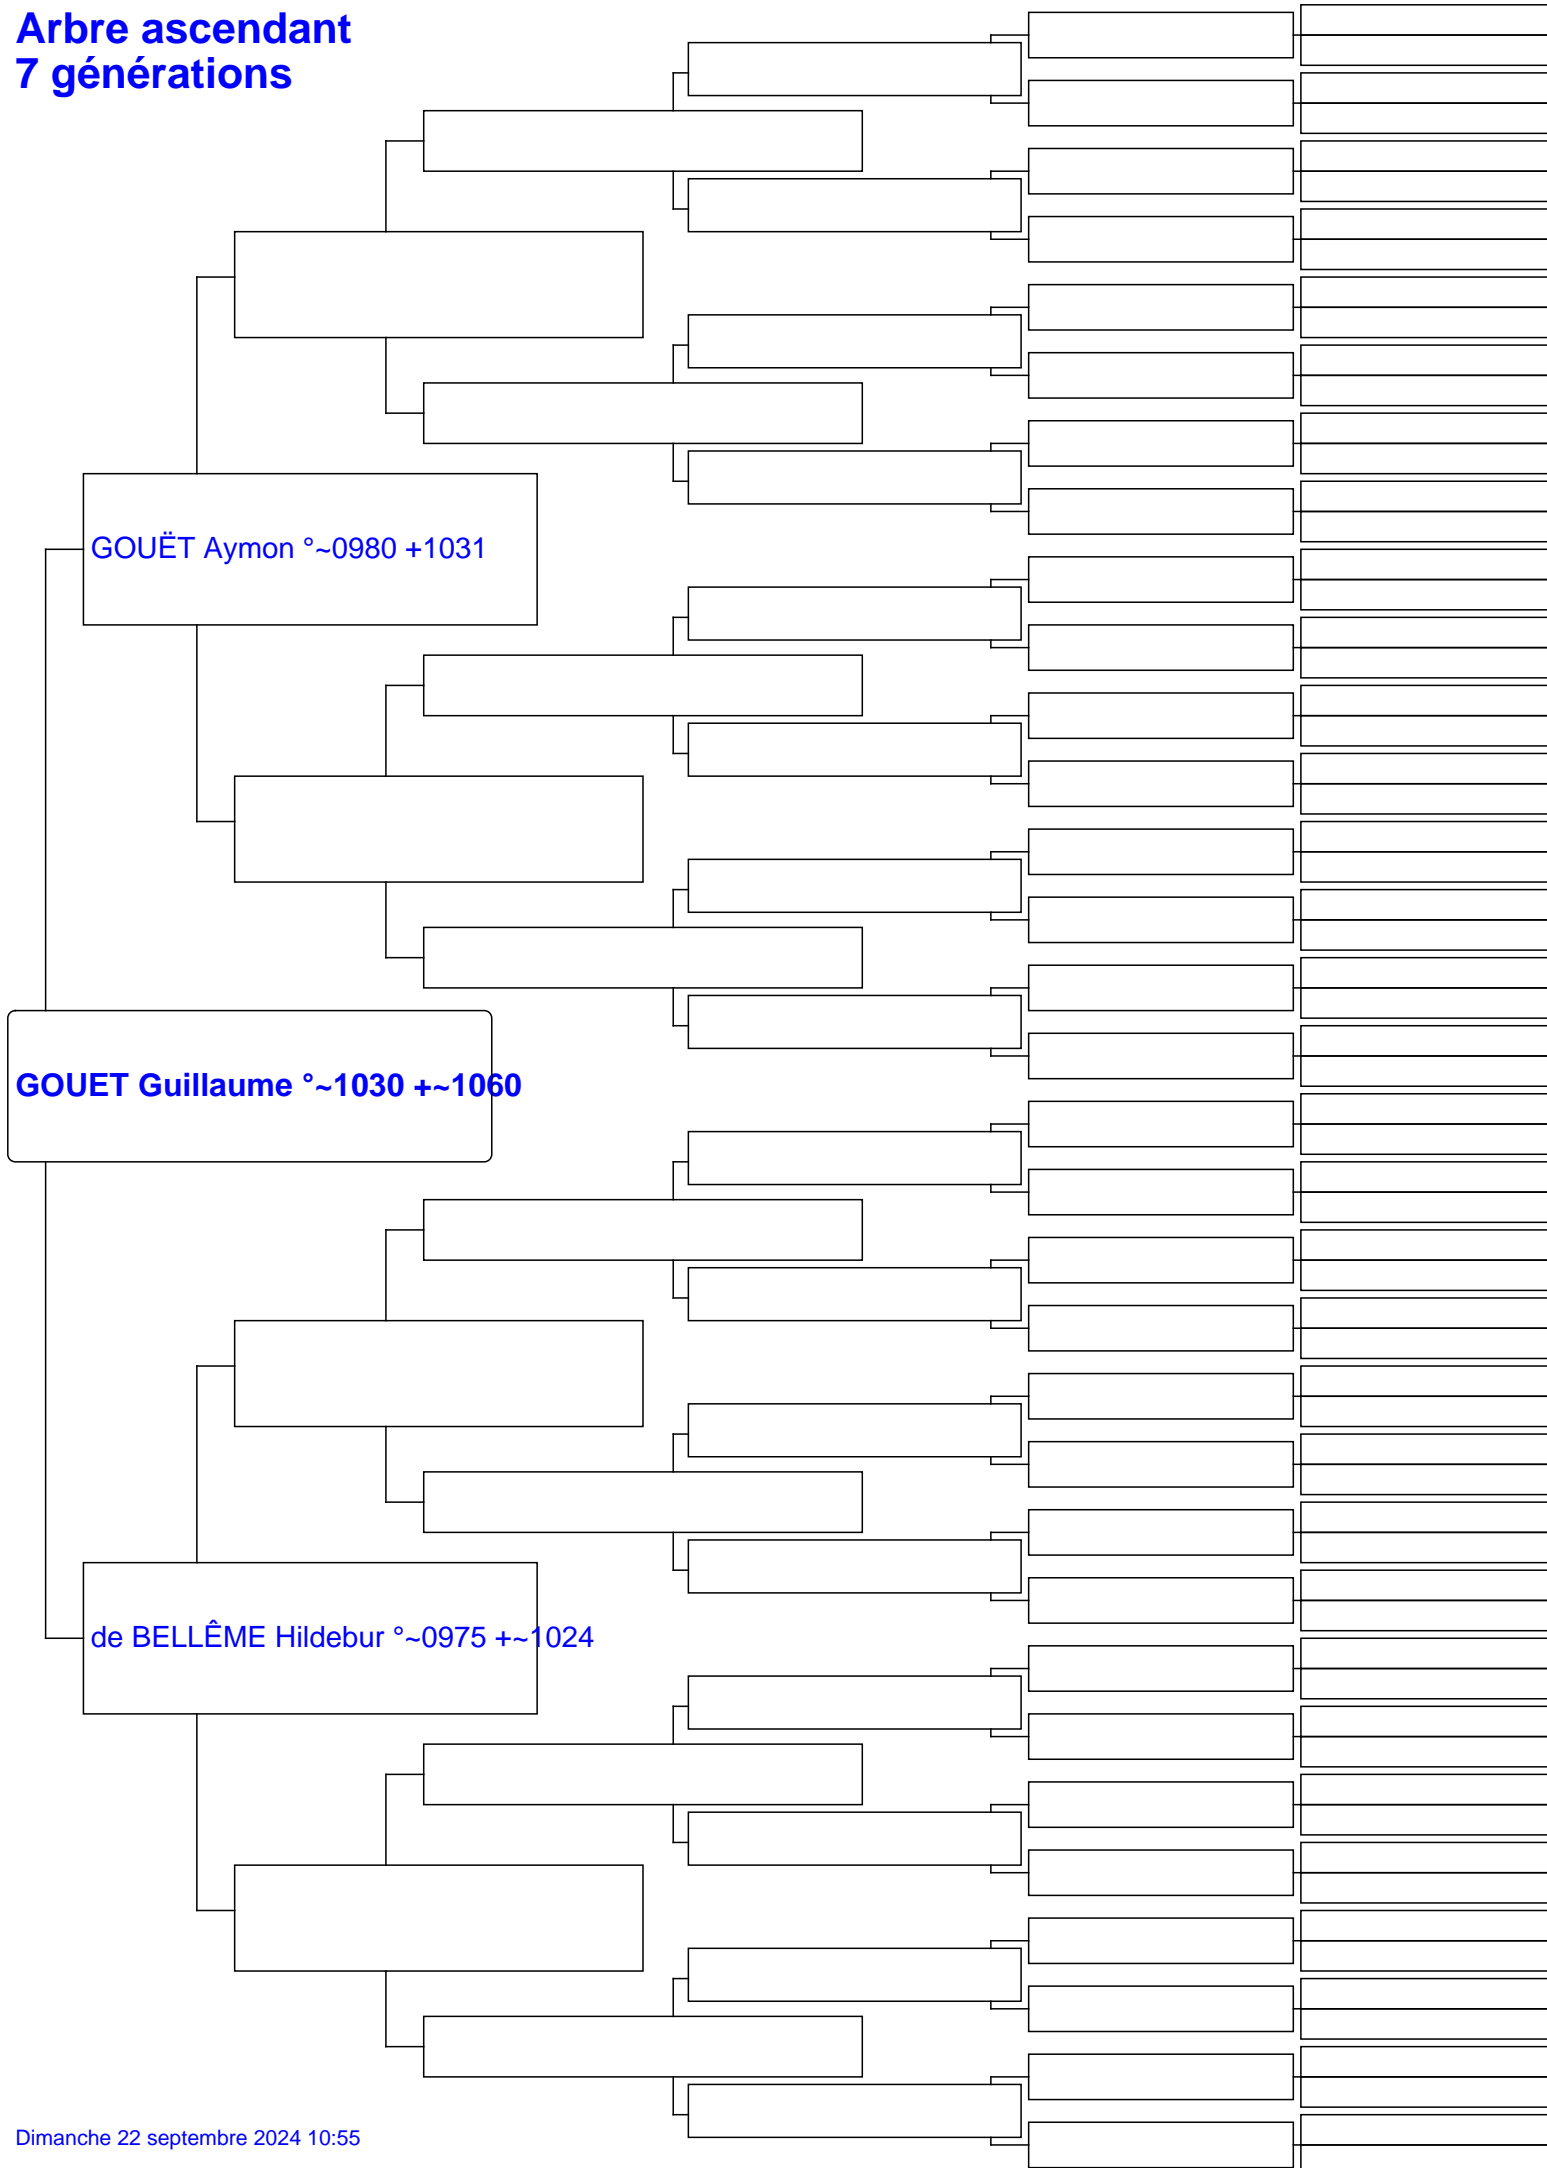 Arbre ascendant
7 générations
GOUËT Aymon °~0980 +1031
GOUET Guillaume °~1030 +~1060
de BELLÊME Hildebur °~0975 +~1024
Dimanche 22 septembre 2024 10:55